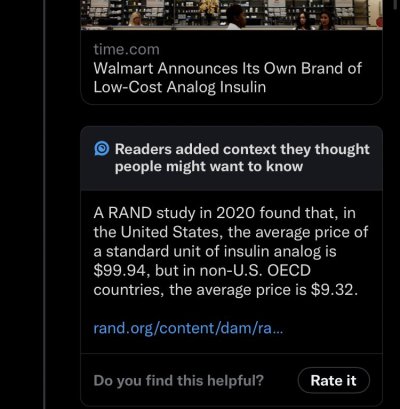 time.com
Walmart Announces Its Own Brand of
Low-Cost Analog Insulin
Readers added context they thought
people might want to know
A RAND study in 2020 found that, in
the United States, the average price of
a standard unit of insulin analog is
$99.94, but in non-U.S. OECD
countries, the average price is $9.32.
rand.org/content/dam/ra...
Do you find this helpful?
Rate it